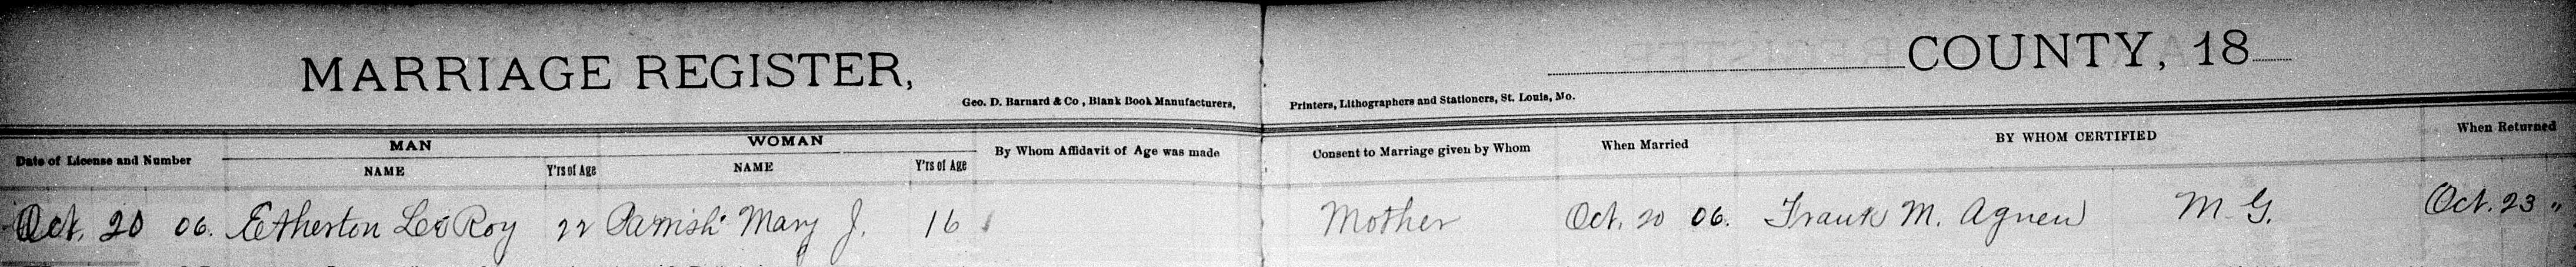 MARRIAGE REGISTER, COUNTY, 18
Geo. D. Barnard & Co., Blank Book Manufacturers, Printers, Lithographers and Stationers, St. Louis, Mo.
Date of License and Number
MAN
NAME
Y'rs of Age
WOMAN
NAME
Y'rs of Age
By Whom Affidavit of Age was made
Consent to Marriage given by Whom
When Married
BY WHOM CERTIFIED
When Returned
Oct. 20 06. Etherton LeRoy 22 Parrish Mary J. 16 Mother Oct. 20 06. Frank M. Agnew M. G. Oct. 23 "